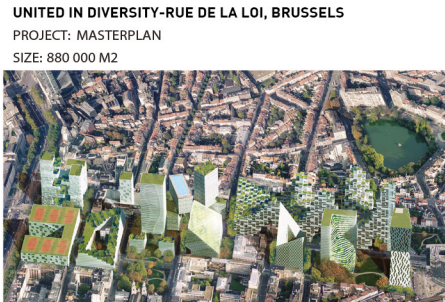 UNITED IN DIVERSITY-RUE DE LA LOI, BRUSSELS
PROJECT: MASTERPLAN
SIZE: 880 000 M2